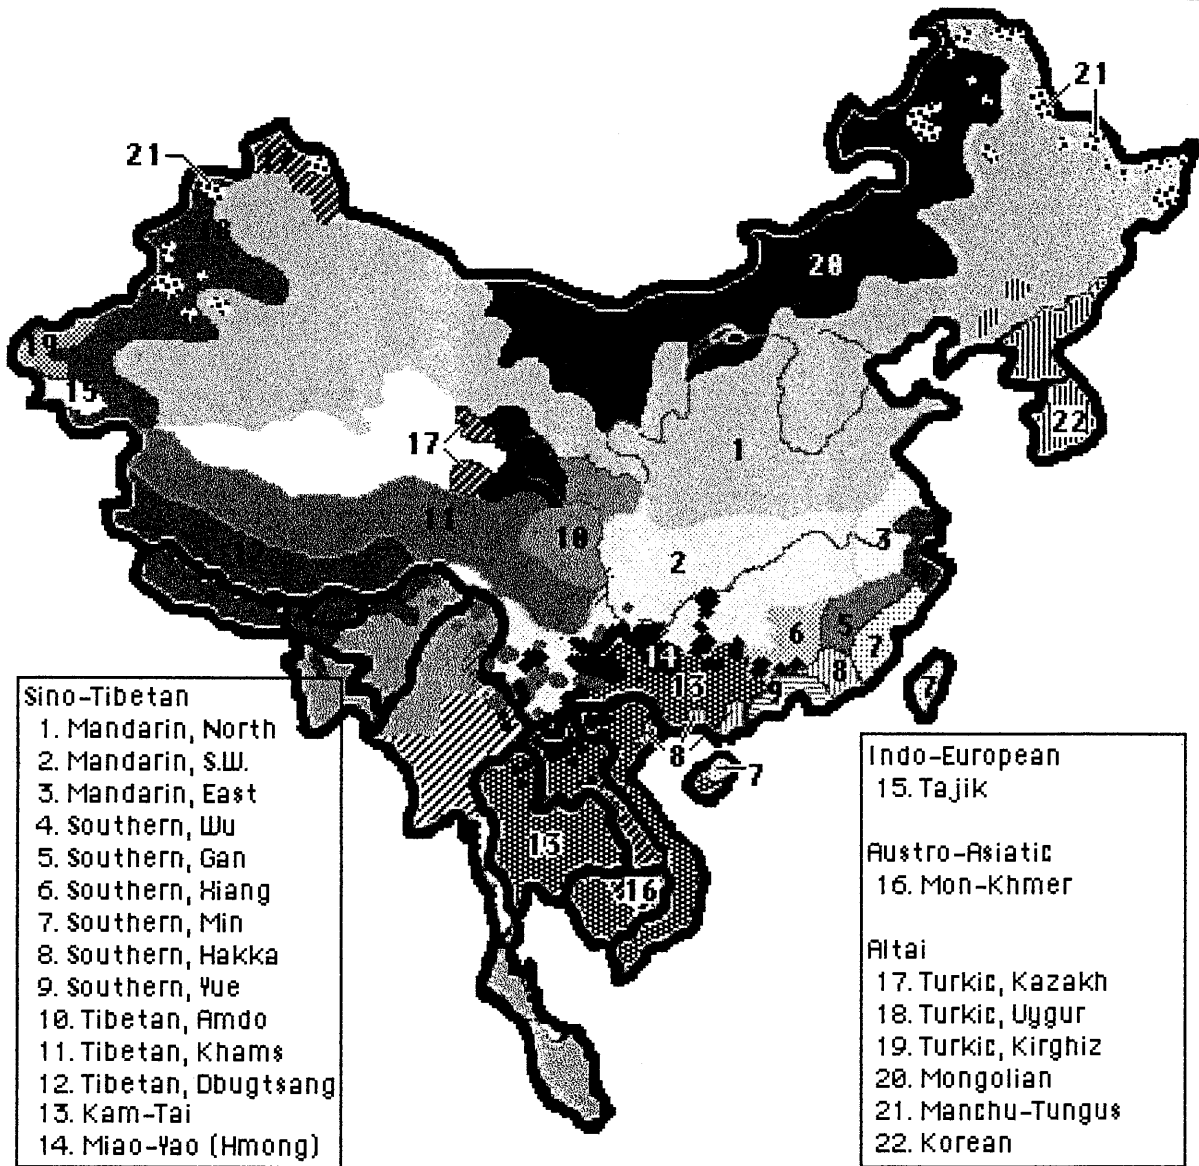 21
21
20
19
15
22
17
1
11
10
3
2
6
5
7
14
8
13
9
7
8
7
13
16
Sino-Tibetan
1. Mandarin, North
2. Mandarin, S.W.
3. Mandarin, East
4. Southern, Wu
5. Southern, Gan
6. Southern, Xiang
7. Southern, Min
8. Southern, Hakka
9. Southern, Yue
10. Tibetan, Amdo
11. Tibetan, Khams
12. Tibetan, Dbugtsang
13. Kam-Tai
14. Miao-Yao (Hmong)
Indo-European
15. Tajik
Austro-Asiatic
16. Mon-Khmer
Altai
17. Turkic, Kazakh
18. Turkic, Uygur
19. Turkic, Kirghiz
20. Mongolian
21. Manchu-Tungus
22. Korean